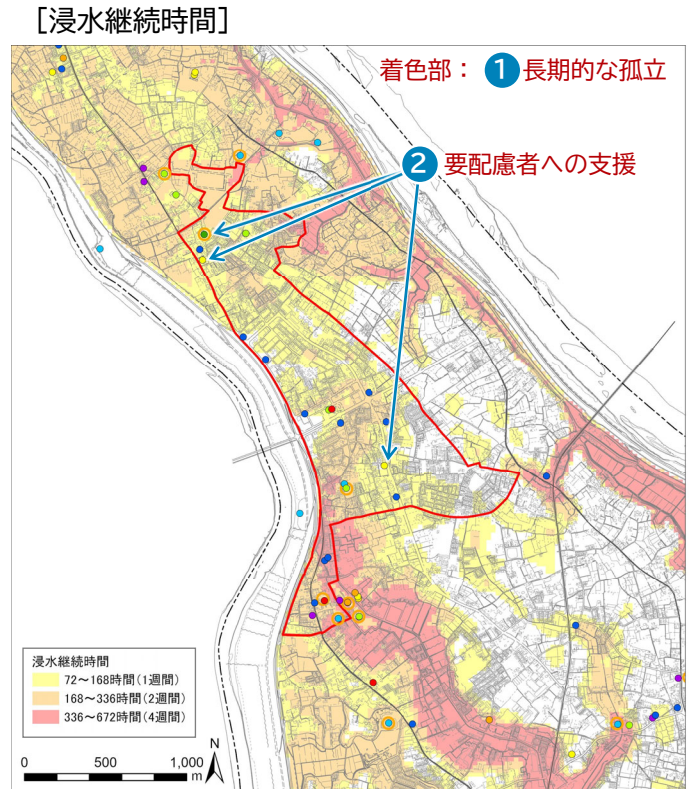 ［浸水継続時間］
着色部： 1 長期的な孤立
2 要配慮者への支援
浸水継続時間
72～168時間(1週間)
168～336時間(2週間)
336～672時間(4週間)
0 500 1,000
m
N